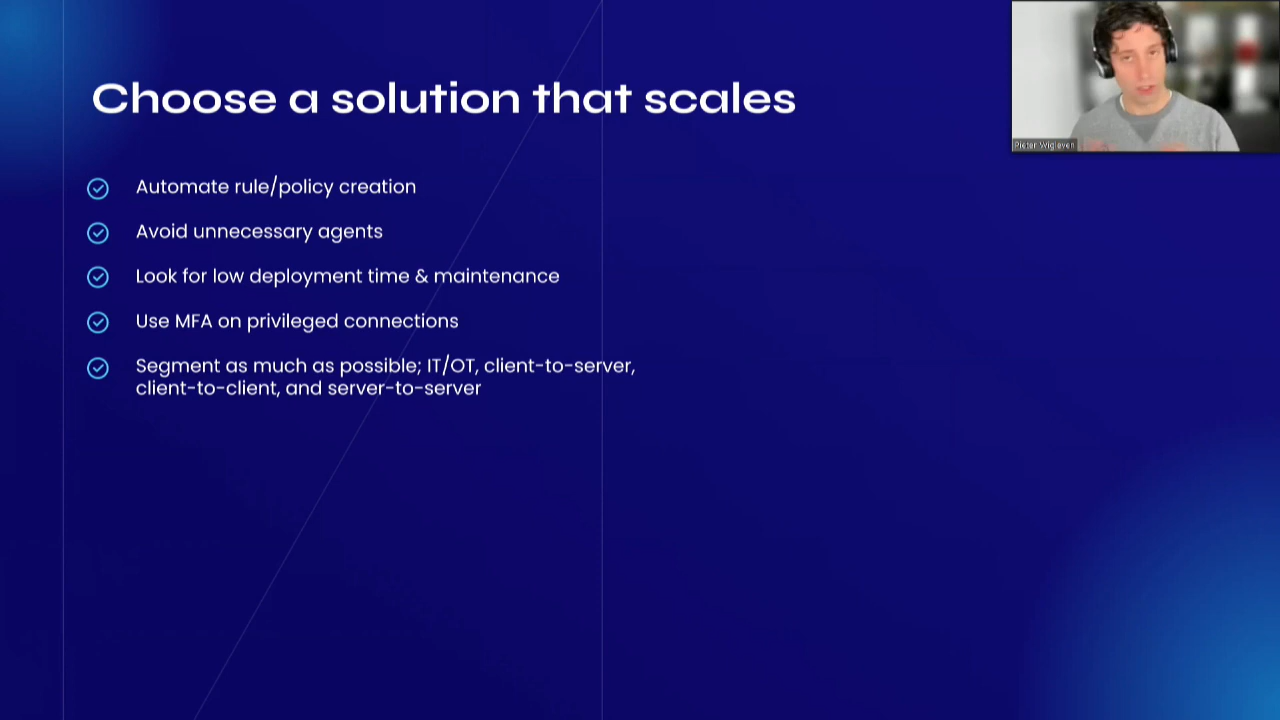 Choose a solution that scales
Automate rule/policy creation
Avoid unnecessary agents
Look for low deployment time & maintenance
Use MFA on privileged connections
Segment as much as possible; IT/OT, client-to-server,
client-to-client, and server-to-server
Pieter Wigleven